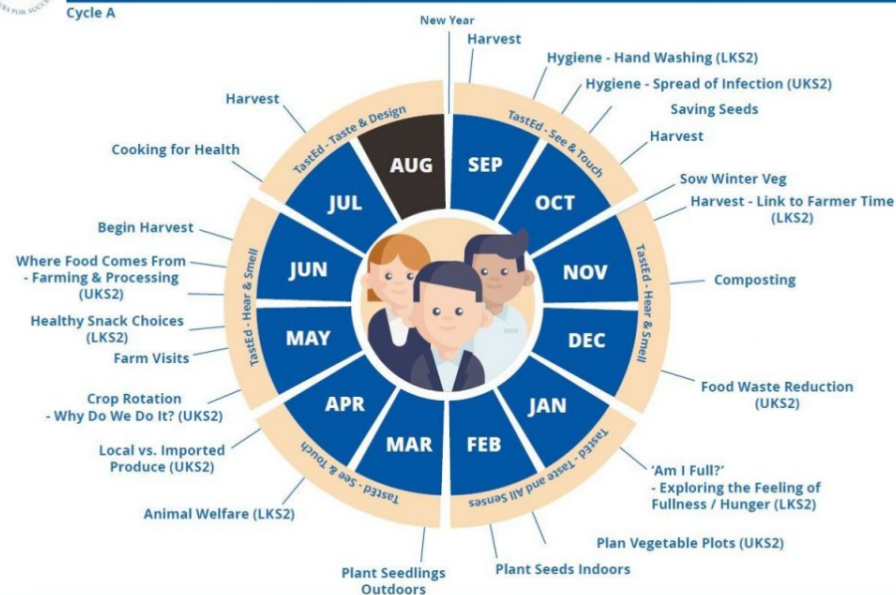 Cycle A
New Year
Harvest
Hygiene - Hand Washing (LKS2)
Hygiene - Spread of Infection (UKS2)
Saving Seeds
Harvest
Sow Winter Veg
Harvest - Link to Farmer Time
(LKS2)
Composting
Food Waste Reduction
(UKS2)
‘Am I Full?’
- Exploring the Feeling of
Fullness / Hunger (LKS2)
Plan Vegetable Plots (UKS2)
Plant Seeds Indoors
Plant Seedlings
Outdoors
Animal Welfare (LKS2)
Local vs. Imported
Produce (UKS2)
Crop Rotation
- Why Do We Do It? (UKS2)
Farm Visits
Healthy Snack Choices
(LKS2)
Where Food Comes From
- Farming & Processing
(UKS2)
Begin Harvest
Cooking for Health
Harvest
TastEd - See & Touch
TastEd - Hear & Smell
TastEd - Taste and All Senses
TastEd - See & Touch
TastEd - Hear & Smell
TastEd - Taste & Design
SEP
OCT
NOV
DEC
JAN
FEB
MAR
APR
MAY
JUN
JUL
AUG